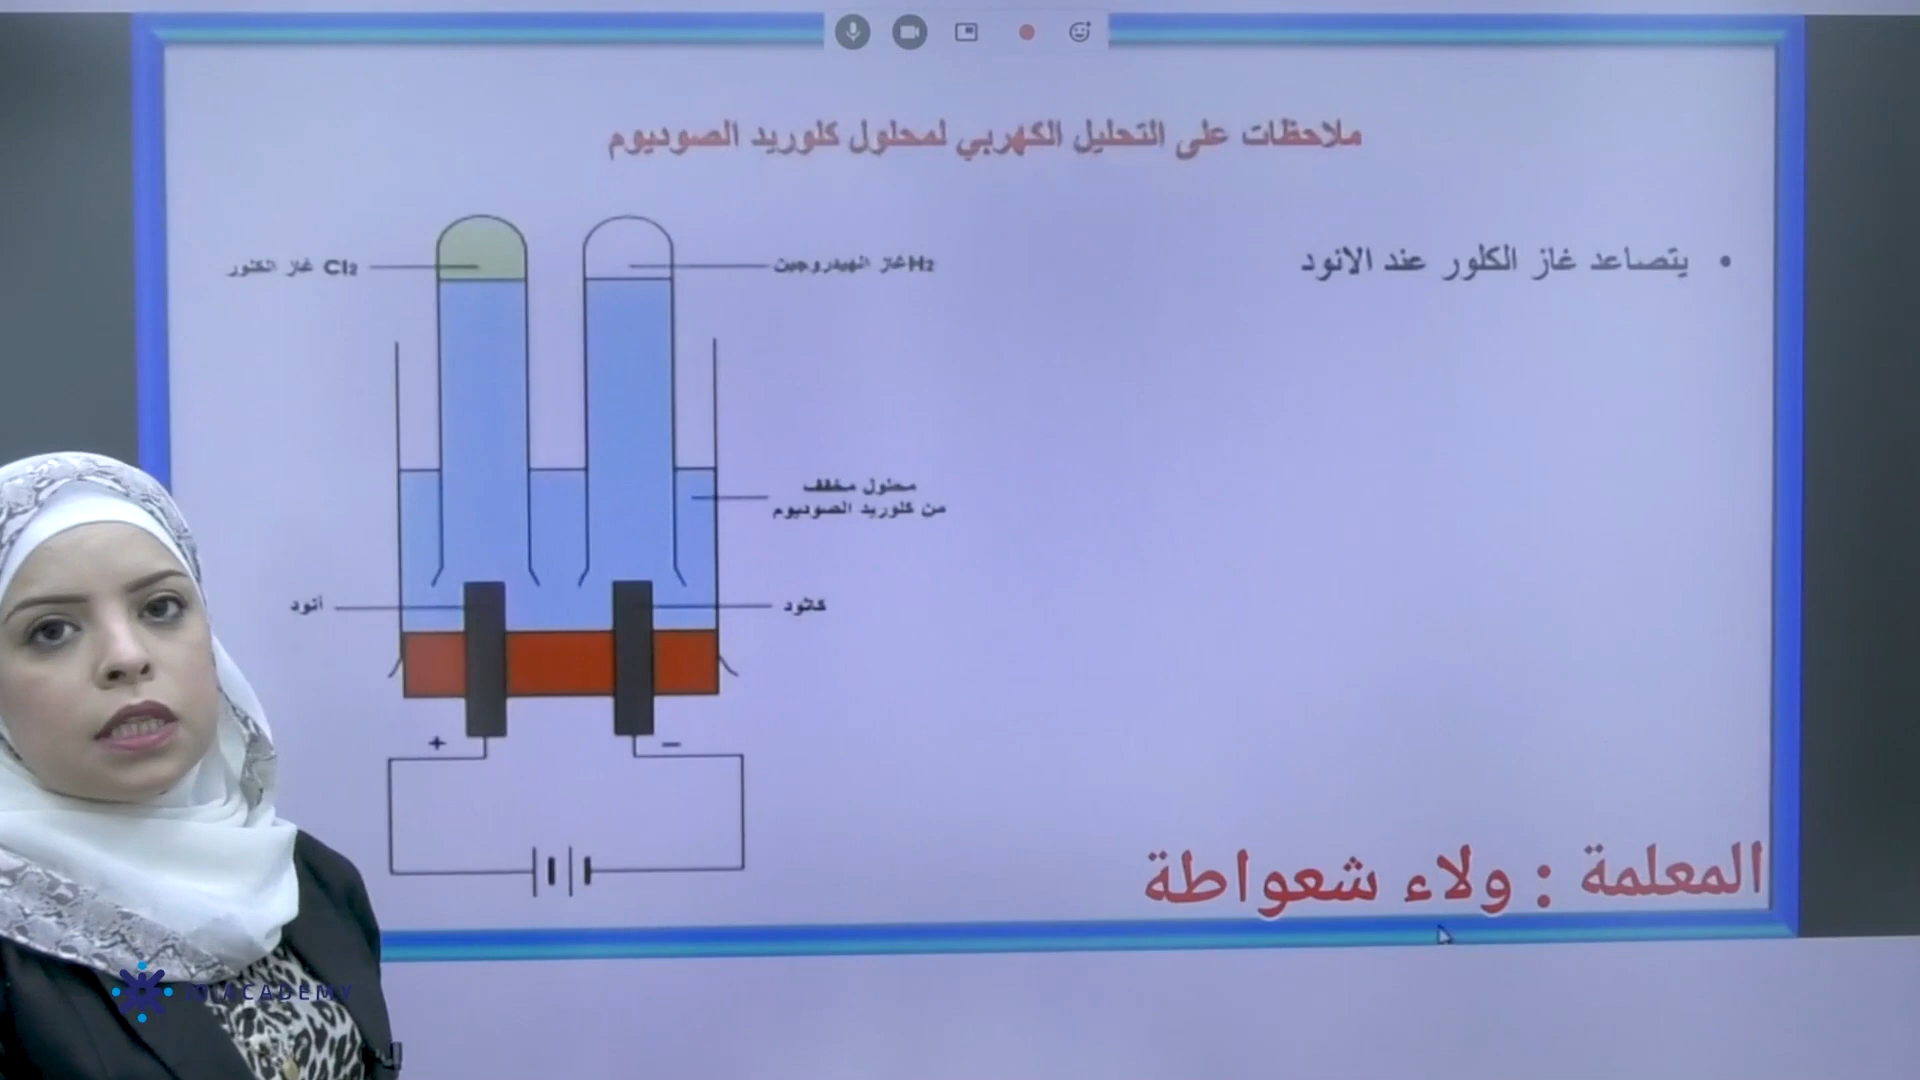 ملاحظات على التحليل الكهربي لمحلول كلوريد الصوديوم
يتصاعد غاز الكلور عند الانود
غاز الكلور Cl₂
غاز الهيدروجين H₂
محلول مخفف
من كلوريد الصوديوم
أنود
كاثود
+
−
المعلمة : ولاء شعواطة
ACADEMY